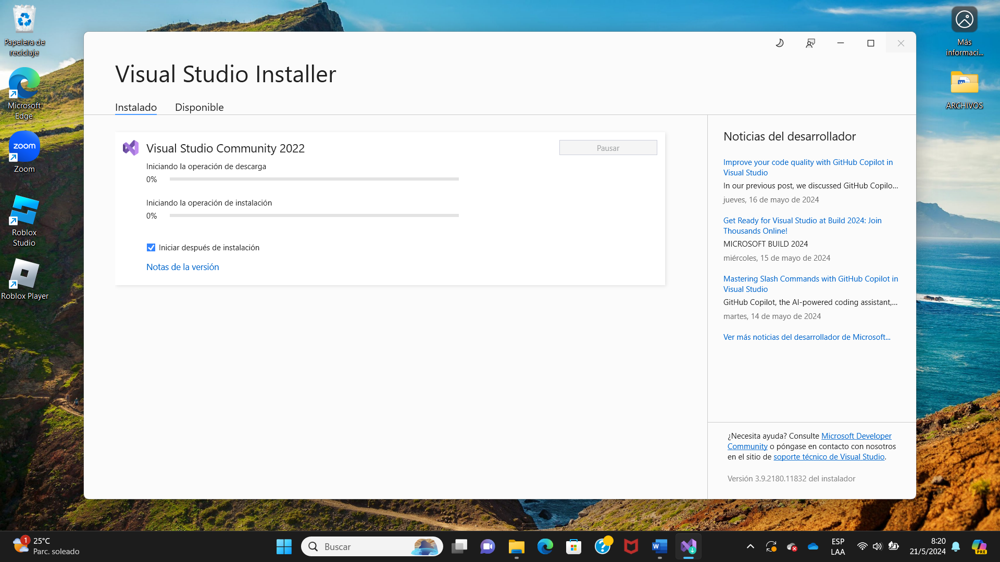 Papelera de
reciclaje
Microsoft
Edge
zoom
Zoom
Roblox
Studio
Roblox Player
Más
informaci...
ARCHIVOS
Visual Studio Installer
Instalado
Disponible
Visual Studio Community 2022
Pausar
Iniciando la operación de descarga
0%
Iniciando la operación de instalación
0%
Iniciar después de instalación
Notas de la versión
Noticias del desarrollador
Improve your code quality with GitHub Copilot in
Visual Studio
In our previous post, we discussed GitHub Copilo...
jueves, 16 de mayo de 2024
Get Ready for Visual Studio at Build 2024: Join
Thousands Online!
MICROSOFT BUILD 2024
miércoles, 15 de mayo de 2024
Mastering Slash Commands with GitHub Copilot in
Visual Studio
GitHub Copilot, the AI-powered coding assistant,...
martes, 14 de mayo de 2024
Ver más noticias del desarrollador de Microsoft...
¿Necesita ayuda? Consulte Microsoft Developer
Community o póngase en contacto con nosotros
en el sitio de soporte técnico de Visual Studio.
Versión 3.9.2180.11832 del instalador
1
25°C
Parc. soleado
Buscar
W
ESP
LAA
8:20
21/5/2024
PRE